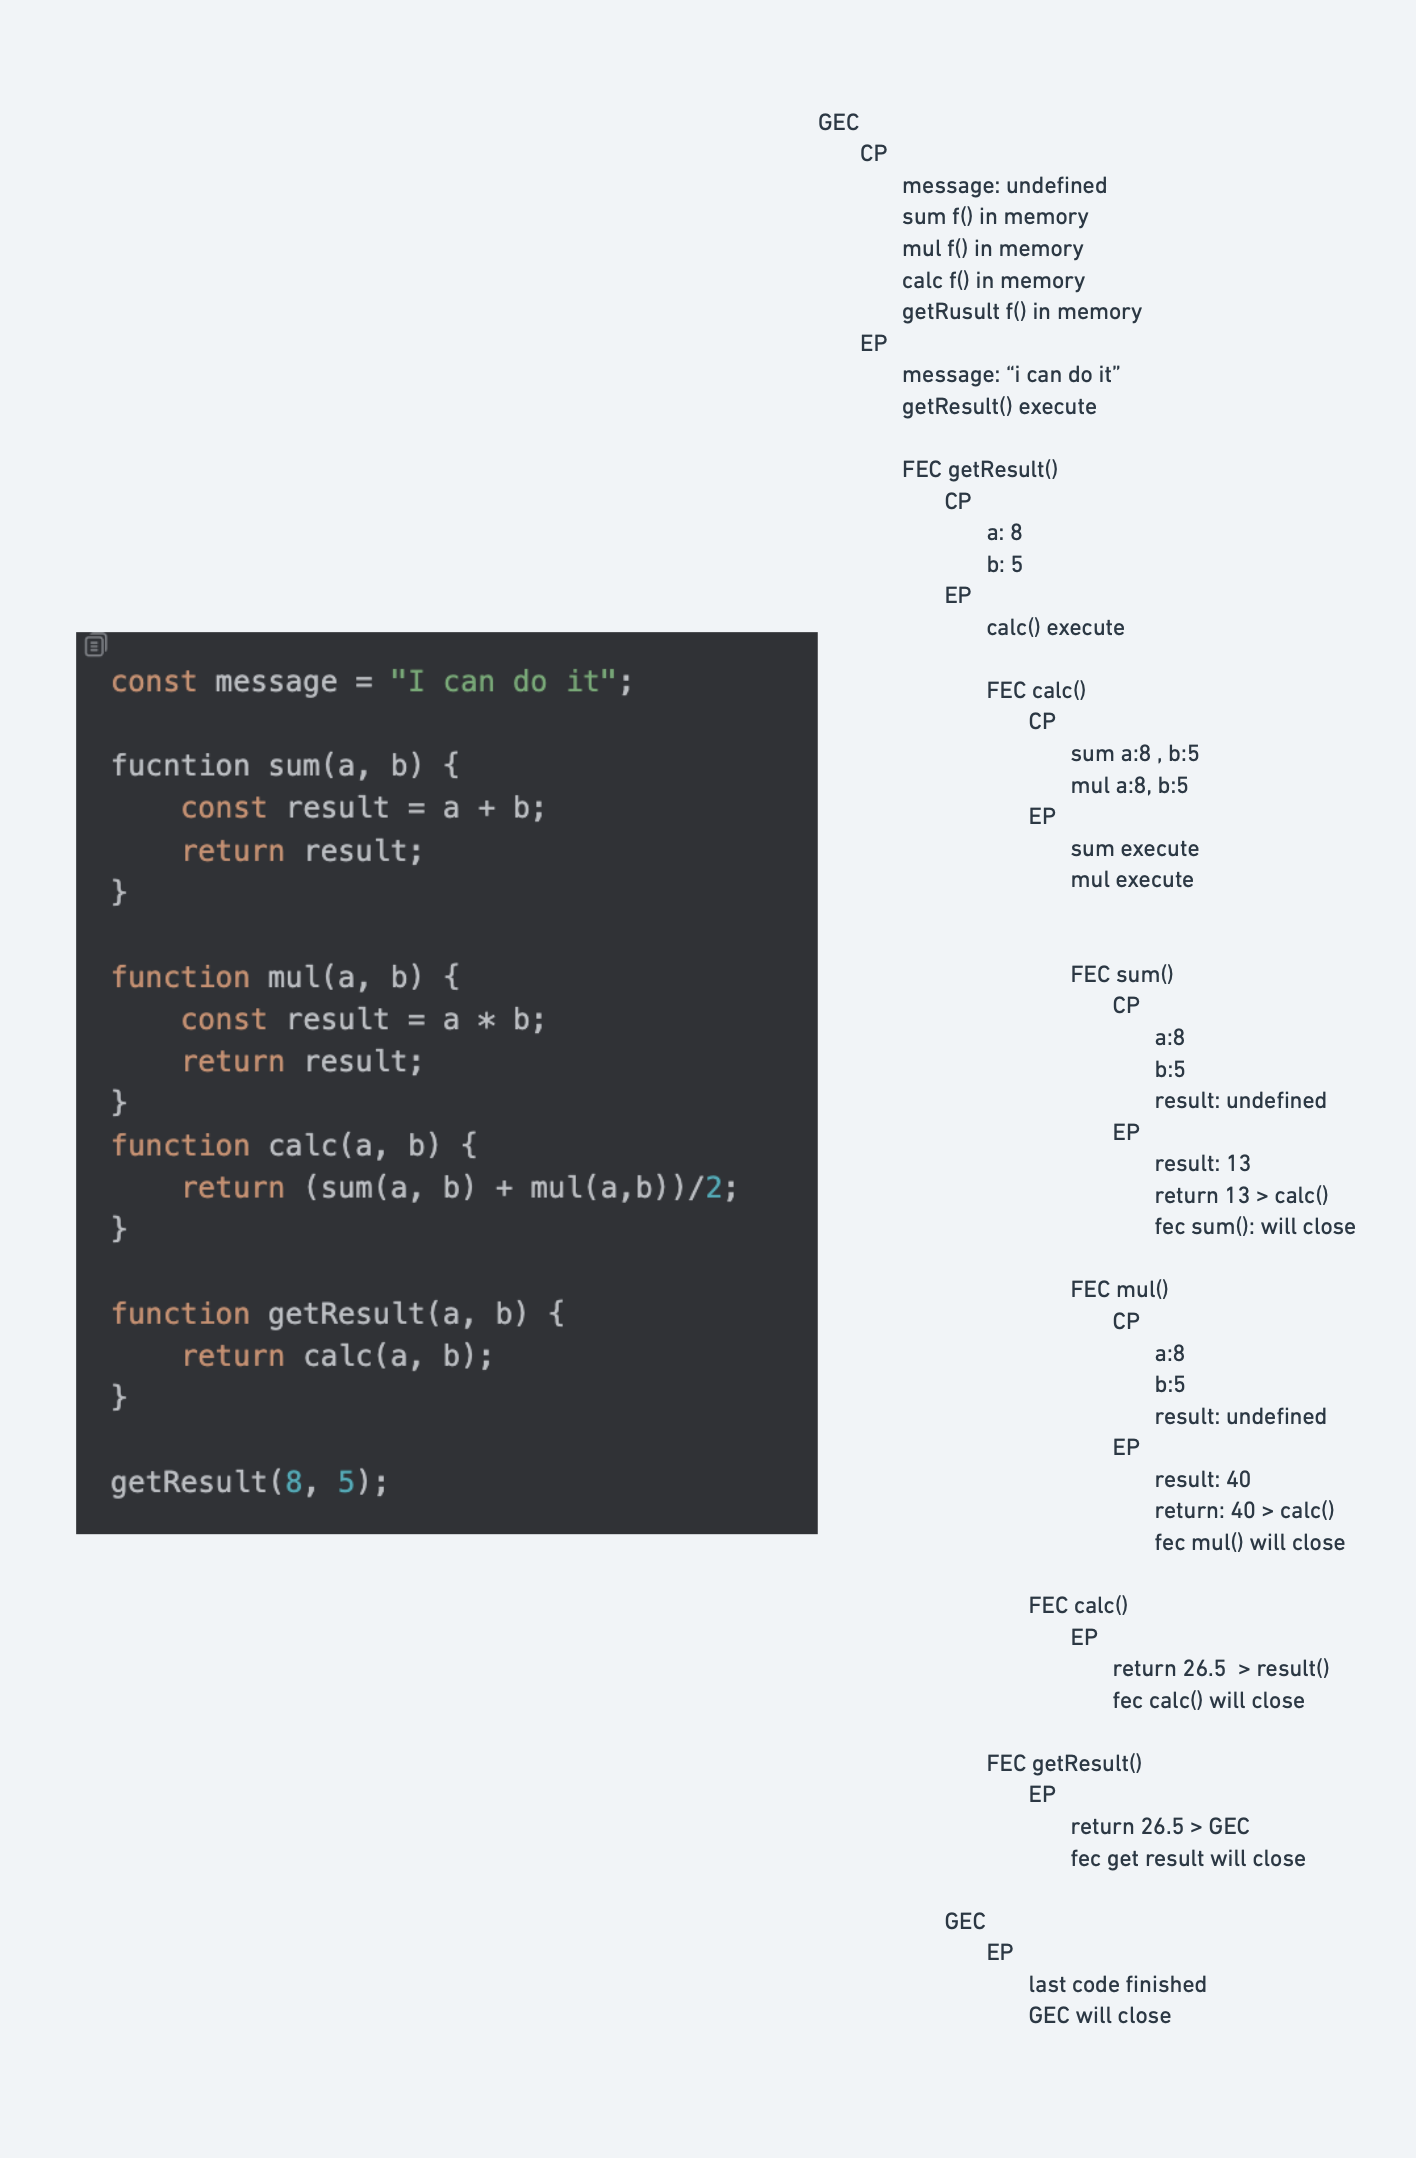 GEC
CP
message: undefined
sum f() in memory
mul f() in memory
calc f() in memory
getRusult f() in memory
EP
message: “i can do it”
getResult() execute
FEC getResult()
CP
a: 8
b: 5
EP
calc() execute
FEC calc()
CP
sum a:8 , b:5
mul a:8, b:5
EP
sum execute
mul execute
FEC sum()
CP
a:8
b:5
result: undefined
EP
result: 13
return 13 > calc()
fec sum(): will close
FEC mul()
CP
a:8
b:5
result: undefined
EP
result: 40
return: 40 > calc()
fec mul() will close
FEC calc()
EP
return 26.5  > result()
fec calc() will close
FEC getResult()
EP
return 26.5 > GEC
fec get result will close
GEC
EP
last code finished
GEC will close
const message = "I can do it";
fucntion sum(a, b) {
const result = a + b;
return result;
}
function mul(a, b) {
const result = a * b;
return result;
}
function calc(a, b) {
return (sum(a, b) + mul(a,b))/2;
}
function getResult(a, b) {
return calc(a, b);
}
getResult(8, 5);